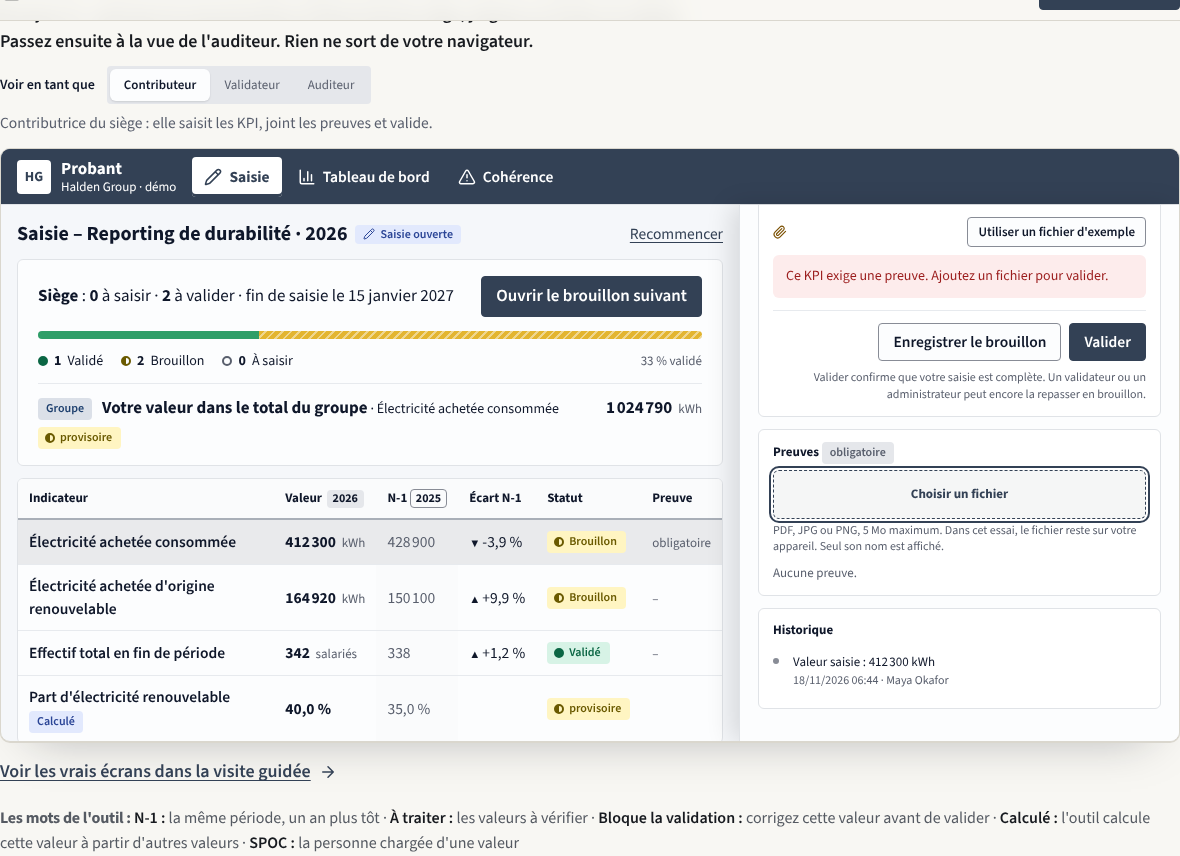 Passez ensuite à la vue de l'auditeur. Rien ne sort de votre navigateur.
Voir en tant que Contributeur Validateur Auditeur
Contributrice du siège : elle saisit les KPI, joint les preuves et valide.
HG Probant
Halden Group · démo
Saisie Tableau de bord Cohérence
Saisie – Reporting de durabilité · 2026 Saisie ouverte Recommencer
Siège : 0 à saisir · 2 à valider · fin de saisie le 15 janvier 2027 Ouvrir le brouillon suivant
1 Validé 2 Brouillon 0 À saisir 33 % validé
Groupe Votre valeur dans le total du groupe · Électricité achetée consommée 1 024 790 kWh
provisoire
Indicateur Valeur 2026 N-1 2025 Écart N-1 Statut Preuve
Électricité achetée consommée 412 300 kWh 428 900 ▼ -3,9 % Brouillon obligatoire
Électricité achetée d'origine
renouvelable 164 920 kWh 150 100 ▲ +9,9 % Brouillon –
Effectif total en fin de période 342 salariés 338 ▲ +1,2 % Validé –
Part d'électricité renouvelable
Calculé 40,0 % 35,0 % provisoire
Utiliser un fichier d'exemple
Ce KPI exige une preuve. Ajoutez un fichier pour valider.
Enregistrer le brouillon Valider
Valider confirme que votre saisie est complète. Un validateur ou un
administrateur peut encore la repasser en brouillon.
Preuves obligatoire
Choisir un fichier
PDF, JPG ou PNG, 5 Mo maximum. Dans cet essai, le fichier reste sur votre
appareil. Seul son nom est affiché.
Aucune preuve.
Historique
Valeur saisie : 412 300 kWh
18/11/2026 06:44 · Maya Okafor
Voir les vrais écrans dans la visite guidée →
Les mots de l'outil : N-1 : la même période, un an plus tôt · À traiter : les valeurs à vérifier · Bloque la validation : corrigez cette valeur avant de valider · Calculé : l'outil calcule
cette valeur à partir d'autres valeurs · SPOC : la personne chargée d'une valeur